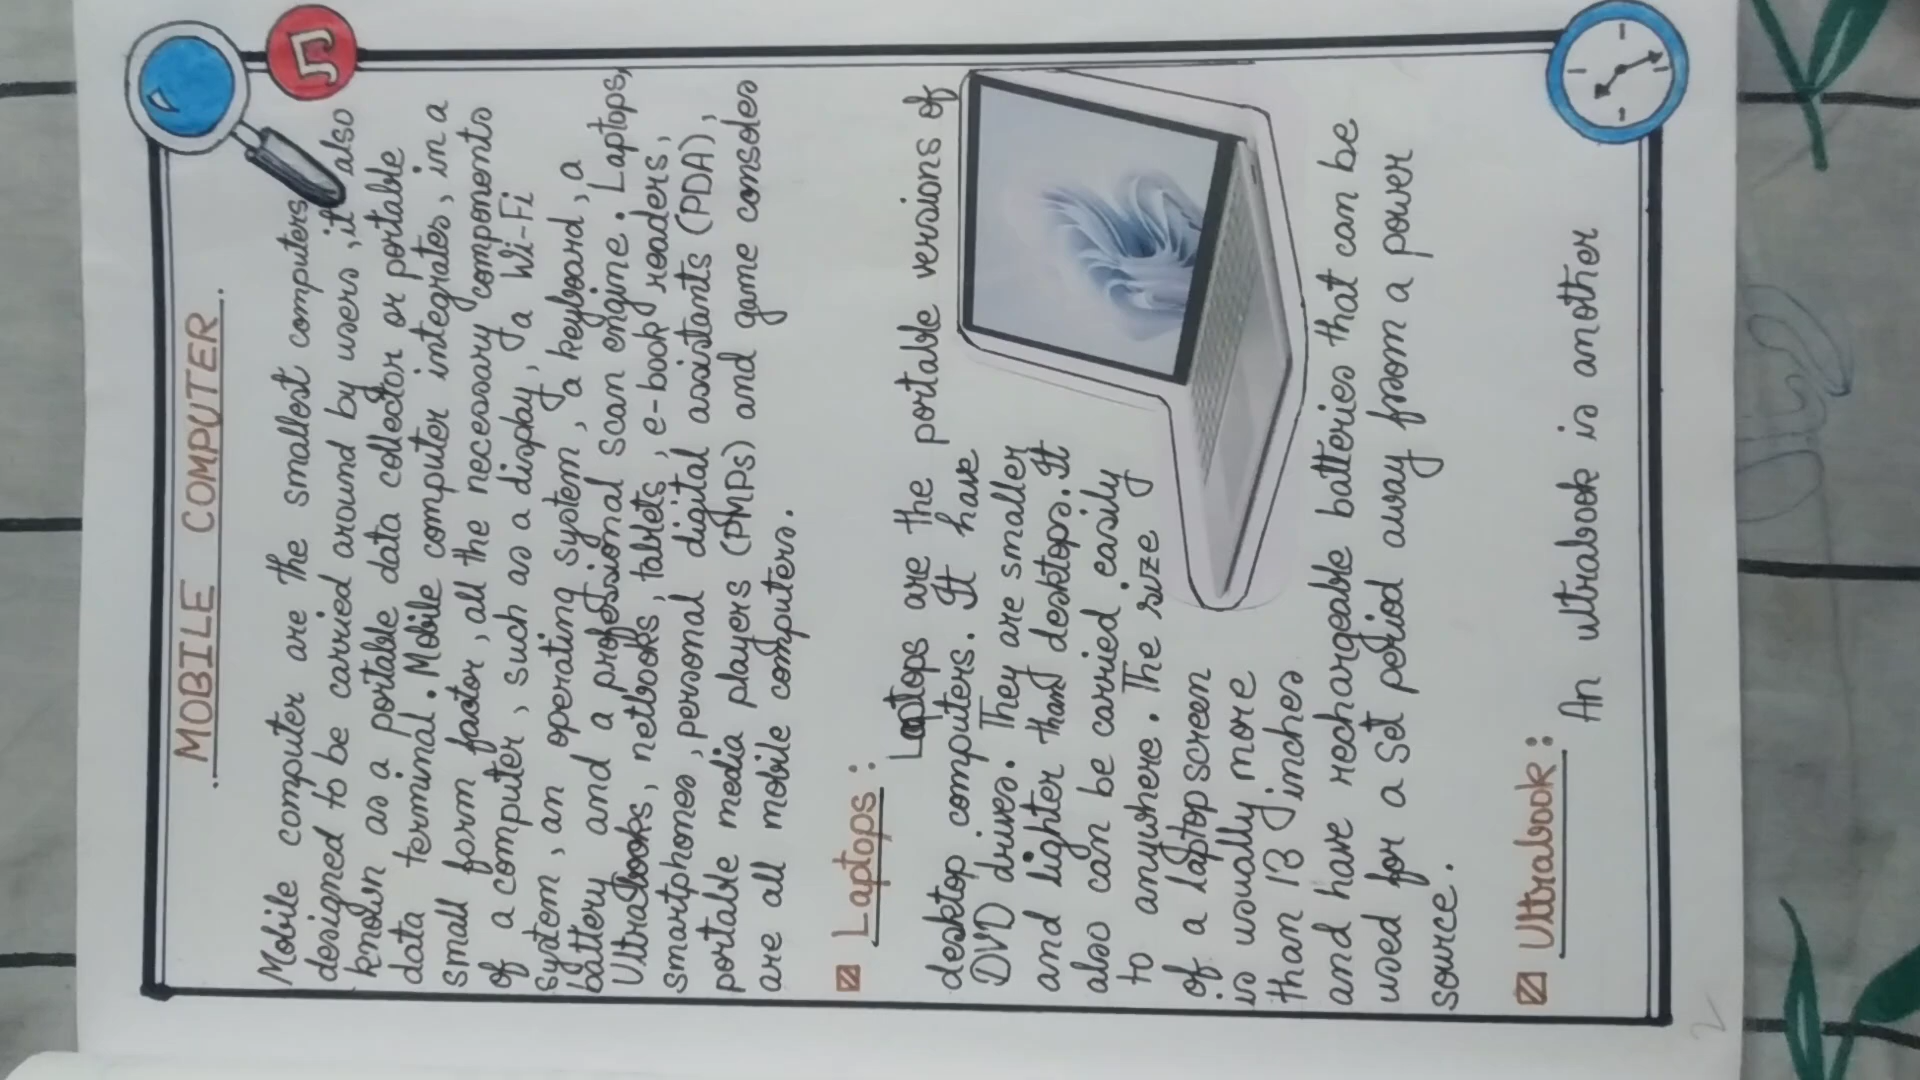 MOBILE COMPUTER
Mobile computer are the smallest computers
designed to be carried around by users, it also
known as a portable data collector or portable
data terminal. Mobile computer integrates, in a
small form factor, all the necessary components
of a computer, such as a display, a Wi-Fi
system, an operating system, a keyboard, a
battery and a professional scan engine. Laptops,
Ultrabooks, netbooks, tablets, e-book readers,
smartphones, personal digital assistants (PDA),
portable media players (PMPs) and game consoles
are all mobile computers.
Laptops:
Laptops are the portable versions of
desktop computers. It have
DVD drives. They are smaller
and lighter than desktops. It
also can be carried easily
to anywhere. The size
of a laptop screen
is usually more
than 13 inches
and have rechargeable batteries that can be
used for a set period away from a power
source.
Ultrabook:
An ultrabook is another
2